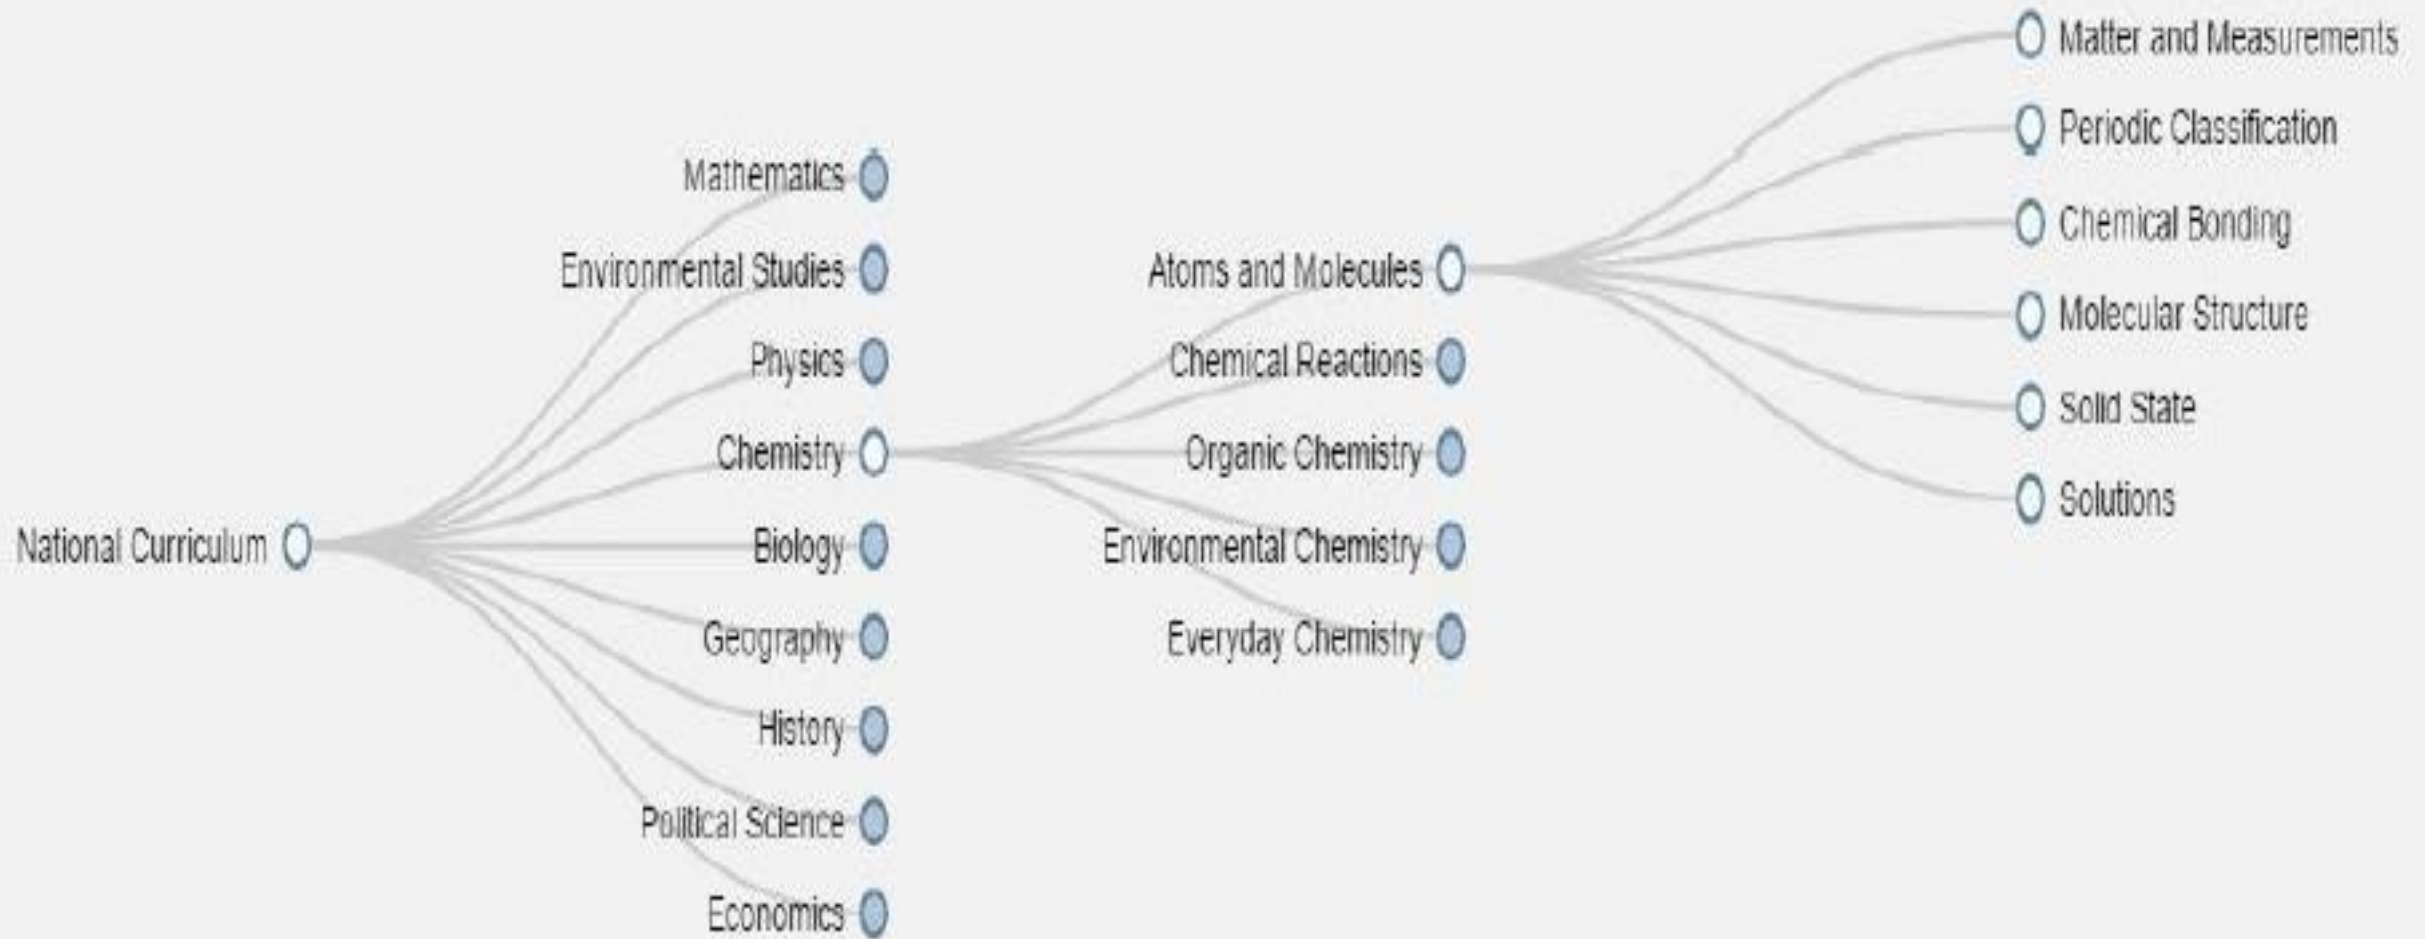 National Curriculum
Mathematics
Environmental Studies
Physics
Chemistry
Biology
Geography
History
Political Science
Economics
Atoms and Molecules
Chemical Reactions
Organic Chemistry
Environmental Chemistry
Everyday Chemistry
Matter and Measurements
Periodic Classification
Chemical Bonding
Molecular Structure
Solid State
Solutions